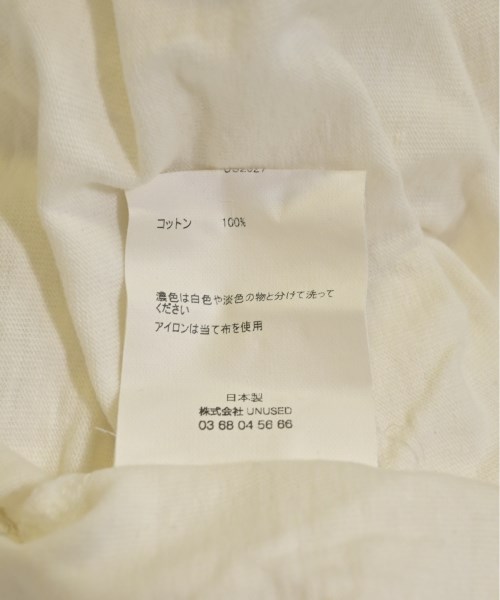 コットン 100%
濃色は白色や淡色の物と分けて洗って
ください
アイロンは当て布を使用
日本製
株式会社 UNUSED
03 68 04 56 66